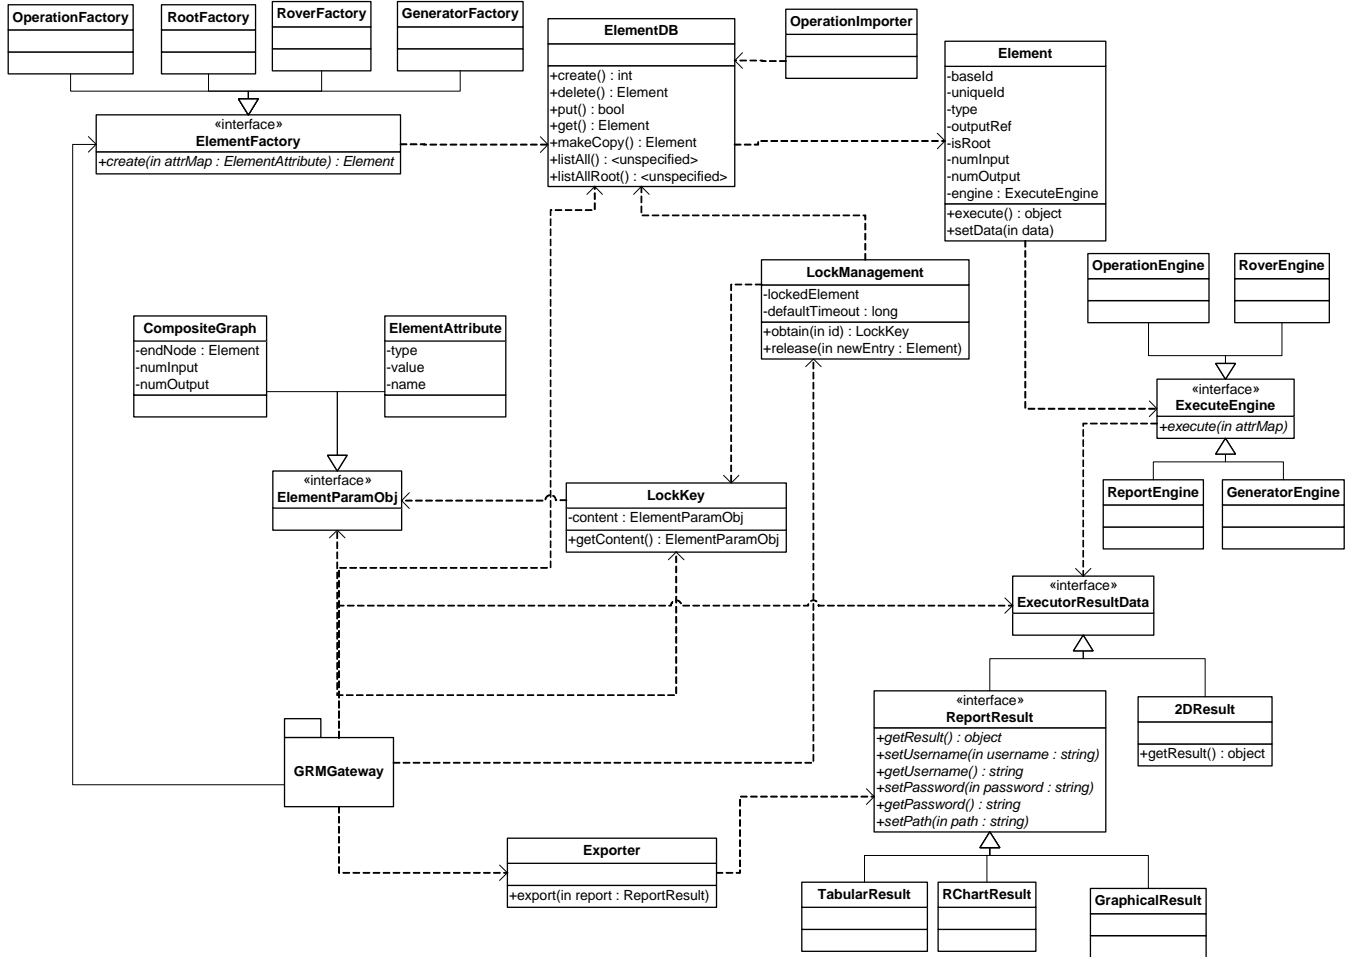 OperationFactory
RootFactory
RoverFactory
GeneratorFactory
ElementDB
+create() : int
+delete() : Element
+put() : bool
+get() : Element
+makeCopy() : Element
+listAll() : <unspecified>
+listAllRoot() : <unspecified>
OperationImporter
Element
-baseId
-uniqueId
-type
-outputRef
-isRoot
-numInput
-numOutput
-engine : ExecuteEngine
+execute() : object
+setData(in data)
«interface»
ElementFactory
+create(in attrMap : ElementAttribute) : Element
LockManagement
-lockedElement
-defaultTimeout : long
+obtain(in id) : LockKey
+release(in newEntry : Element)
OperationEngine
RoverEngine
CompositeGraph
-endNode : Element
-numInput
-numOutput
ElementAttribute
-type
-value
-name
«interface»
ExecuteEngine
+execute(in attrMap)
«interface»
ElementParamObj
LockKey
-content : ElementParamObj
+getContent() : ElementParamObj
ReportEngine
GeneratorEngine
«interface»
ExecutorResultData
«interface»
ReportResult
+getResult() : object
+setUsername(in username : string)
+getUsername() : string
+setPassword(in password : string)
+getPassword() : string
+setPath(in path : string)
2DResult
+getResult() : object
GRMGateway
Exporter
+export(in report : ReportResult)
TabularResult
RChartResult
GraphicalResult